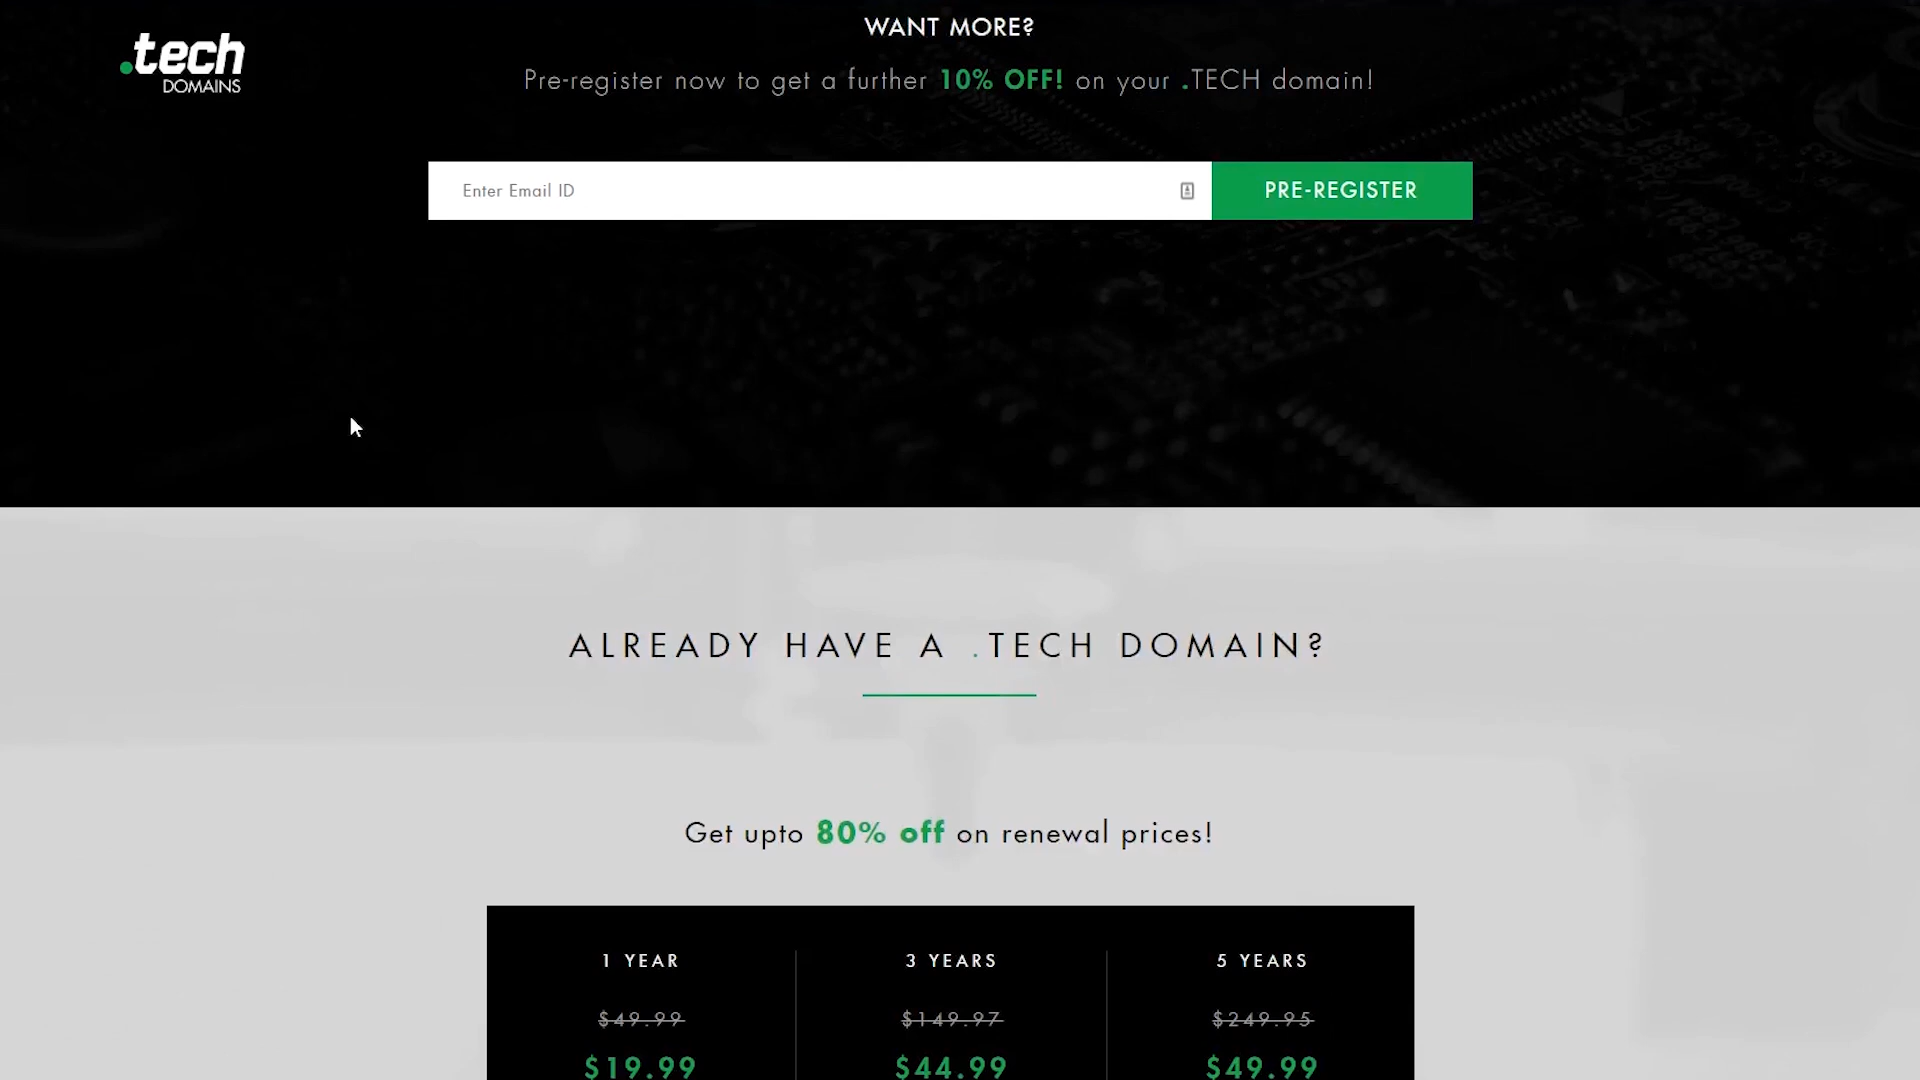 .tech
DOMAINS
WANT MORE?
Pre-register now to get a further 10% OFF! on your .TECH domain!
Enter Email ID
PRE-REGISTER
ALREADY HAVE A .TECH DOMAIN?
Get upto 80% off on renewal prices!
1 YEAR
$49.99
$19.99
3 YEARS
$149.97
$44.99
5 YEARS
$249.95
$49.99